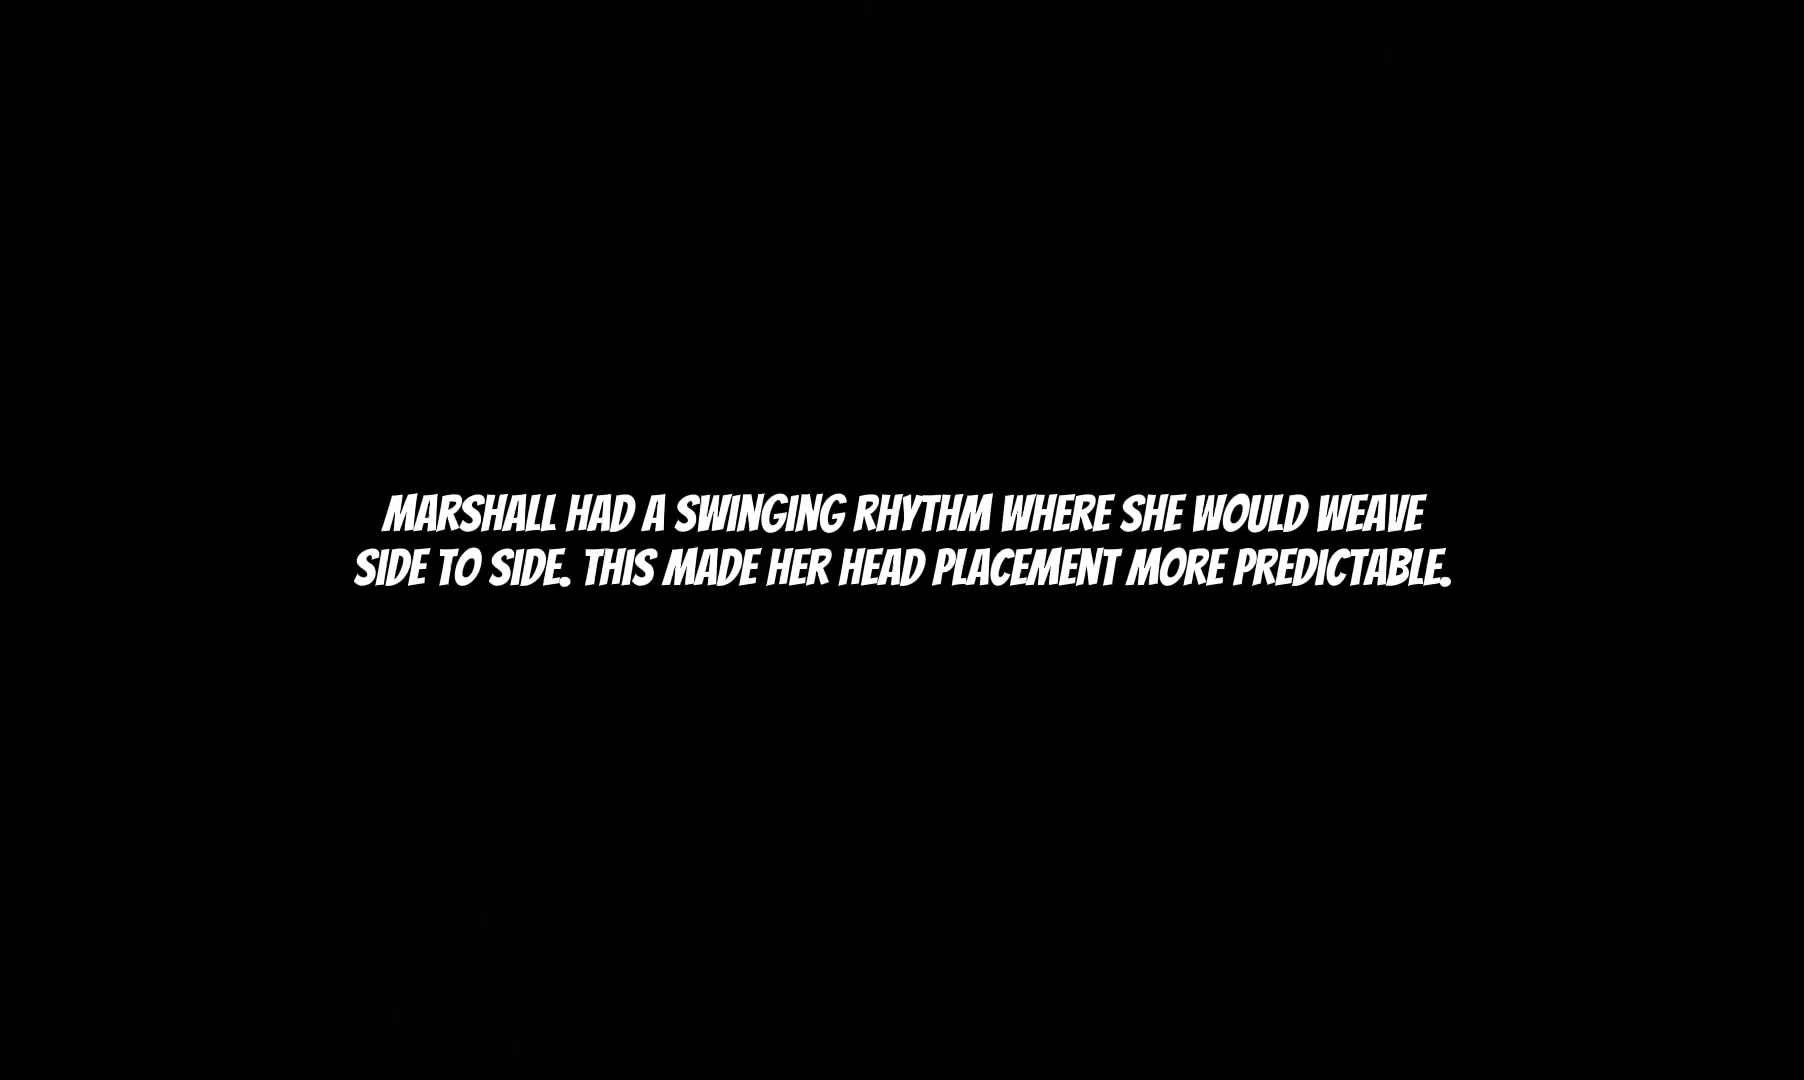 MARSHALL HAD A SWINGING RHYTHM WHERE SHE WOULD WEAVE
SIDE TO SIDE. THIS MADE HER HEAD PLACEMENT MORE PREDICTABLE.